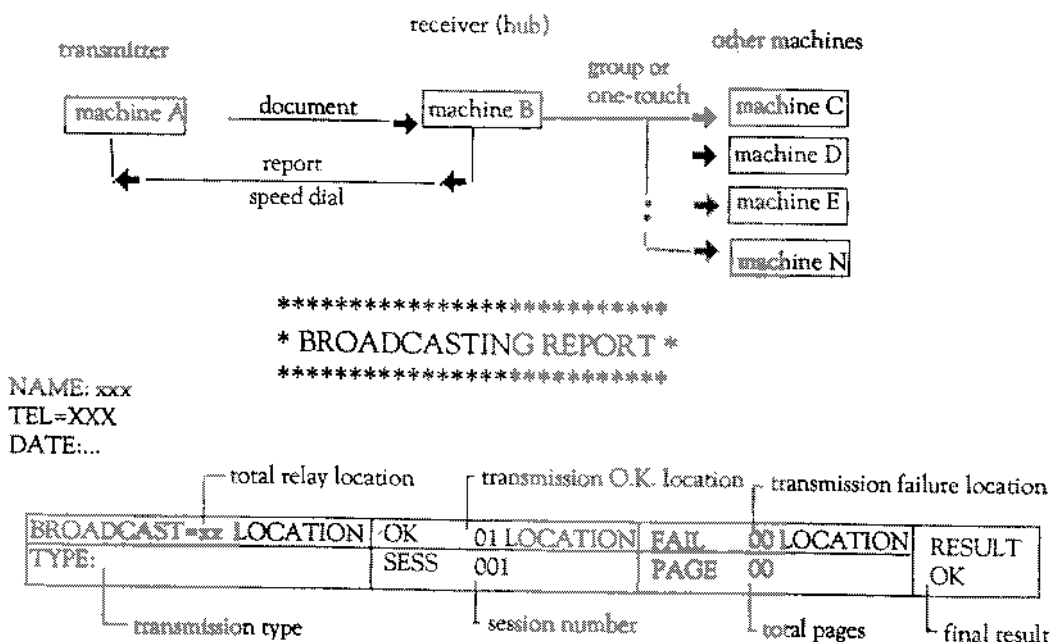 receiver (hub)
transmitter
other machines
group or
one-touch
machine A
document
machine B
machine C
report
machine D
speed dial
machine E
machine N
***************************
* BROADCASTING REPORT *
***************************
NAME: xxx
TEL=XXX
DATE:...
total relay location
transmission O.K. location
transmission failure location
BROADCAST=xx LOCATION OK 01 LOCATION FAIL 00 LOCATION RESULT
TYPE: SESS 001 PAGE 00 OK
transmission type
session number
total pages
final result